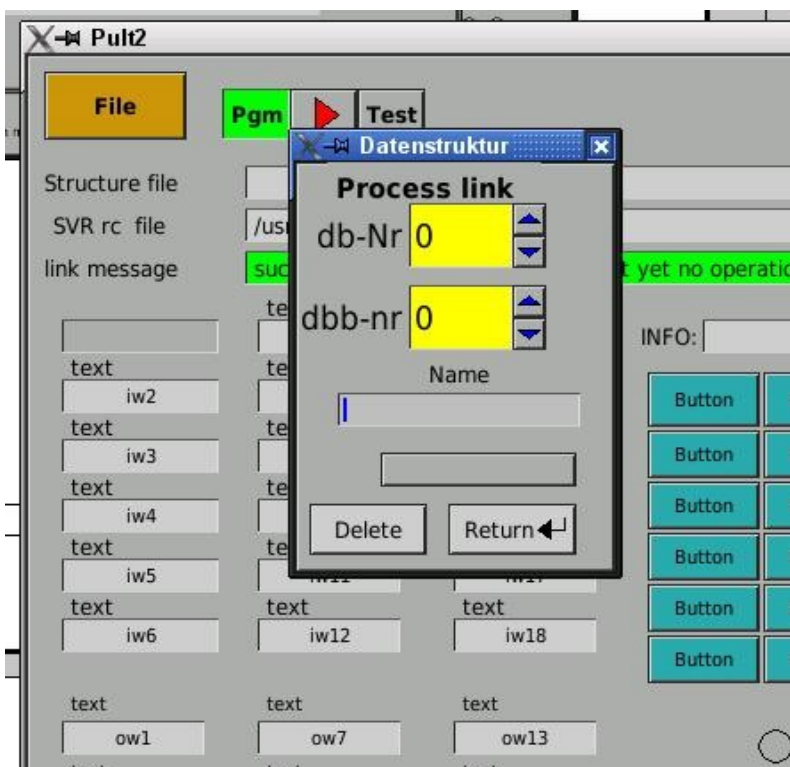 Pult2
File
Pgm
Test
Datenstruktur
Process link
Structure file
SVR rc file
/usr
db-Nr 0
link message
suc
t yet no operatic
dbb-nr 0
INFO:
Name
text
iw2
Button
text
iw3
Button
text
iw4
Button
Delete
Return
text
iw5
Button
text text text
iw6 iw12 iw18
Button
Button
text text text
ow1 ow7 ow13